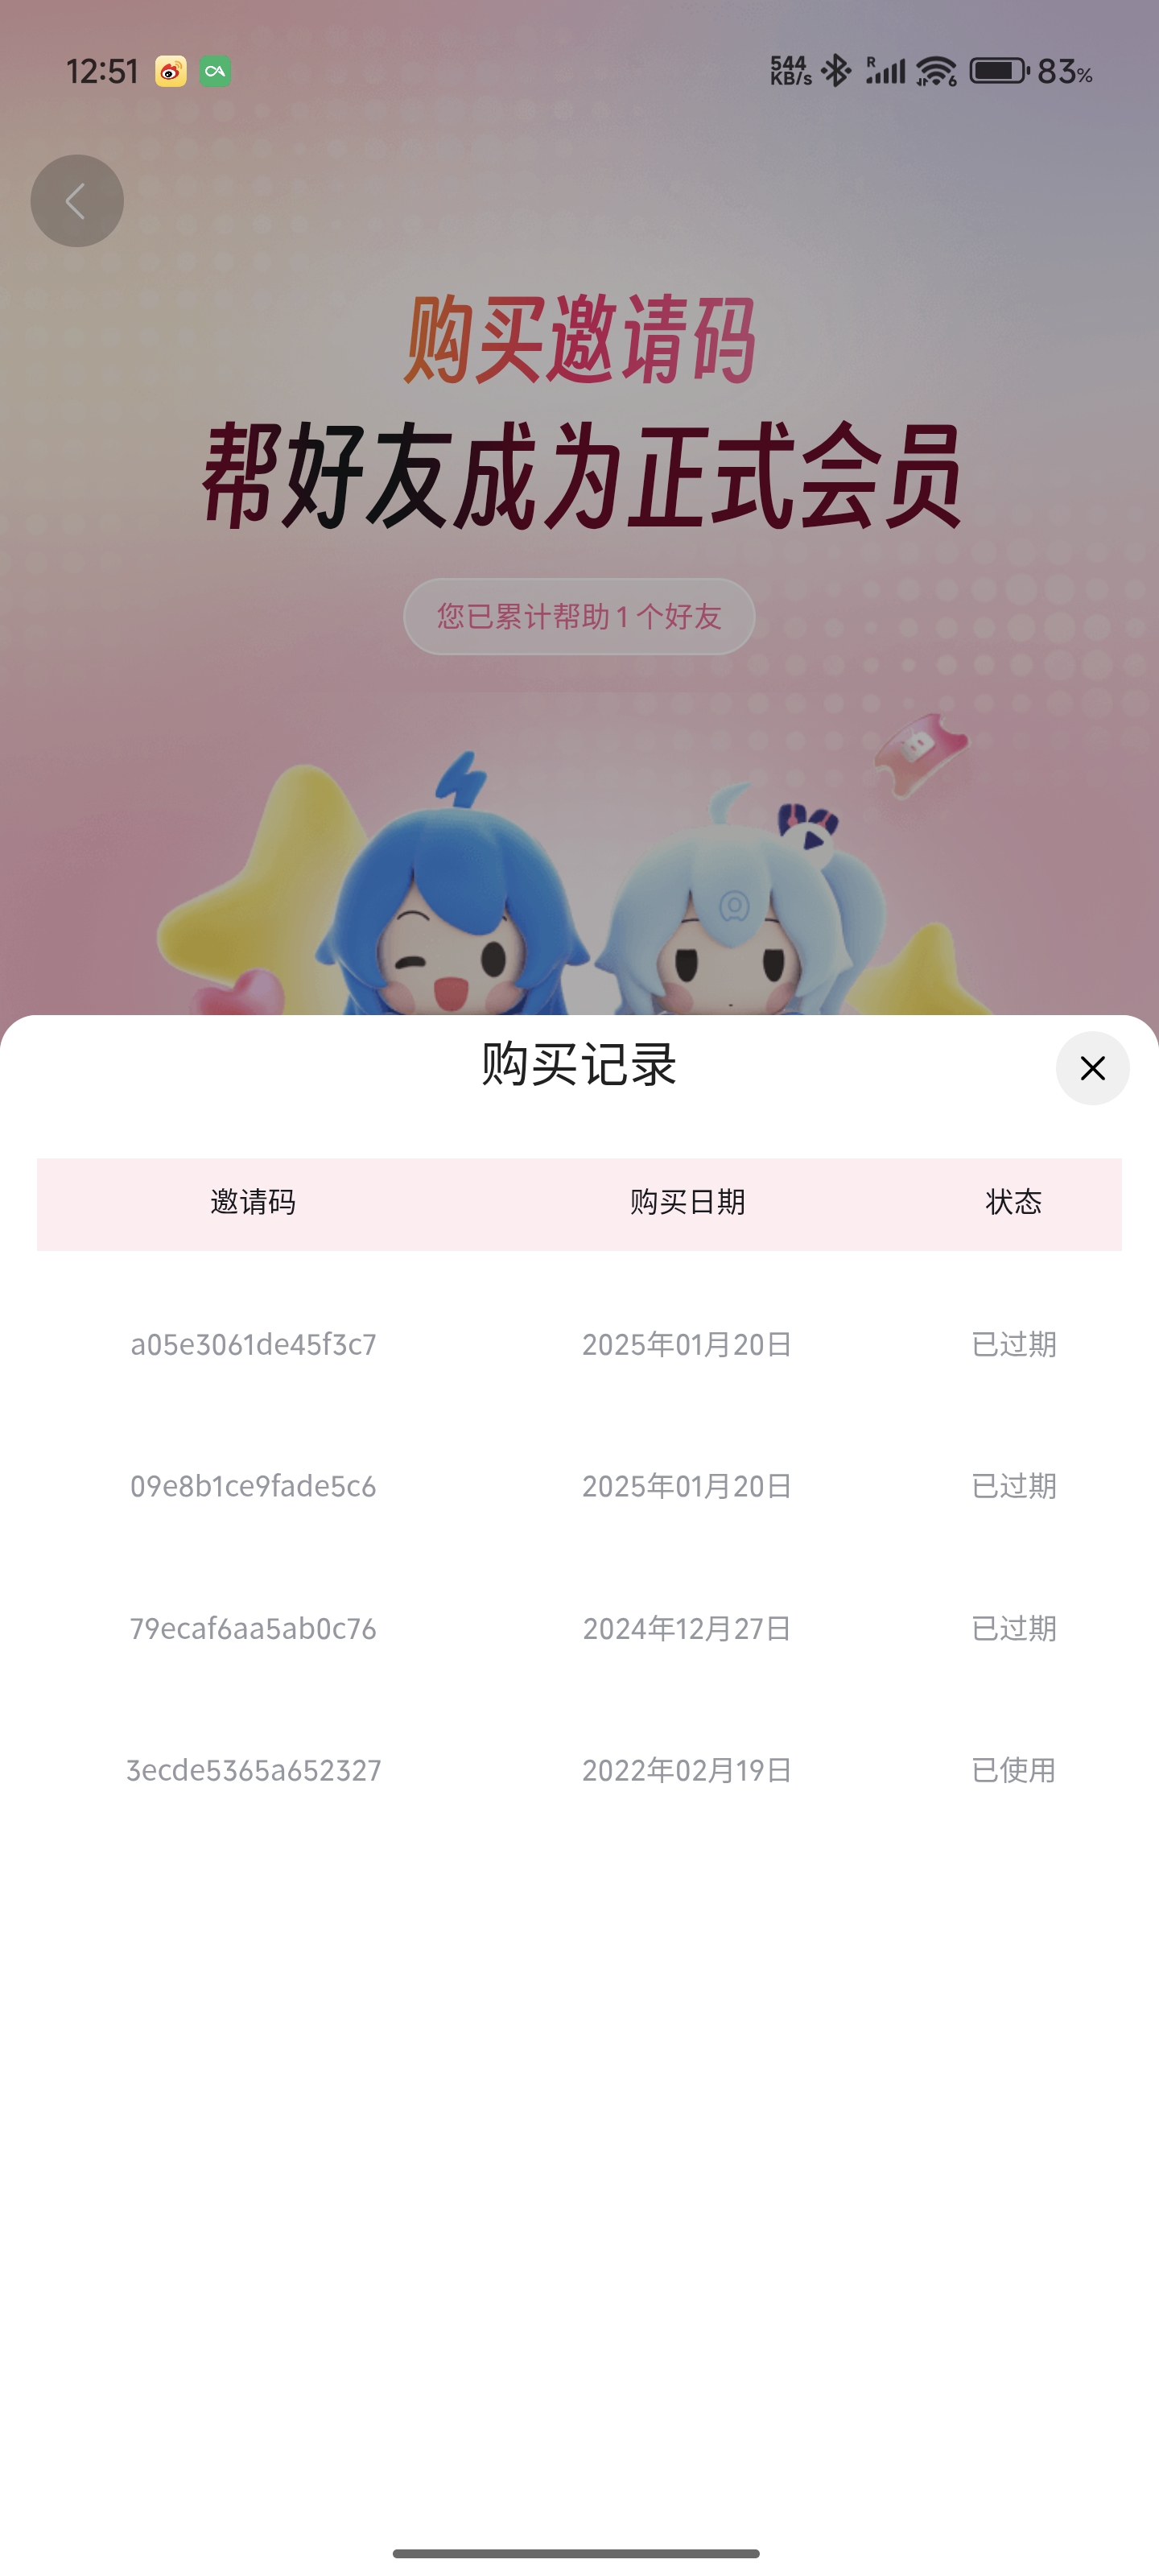 12:51
544 KB/s R 6 83%
购买邀请码
帮好友成为正式会员
您已累计帮助 1 个好友
购买记录
邀请码 购买日期 状态
a05e3061de45f3c7 2025年01月20日 已过期
09e8b1ce9fade5c6 2025年01月20日 已过期
79ecaf6aa5ab0c76 2024年12月27日 已过期
3ecde5365a652327 2022年02月19日 已使用